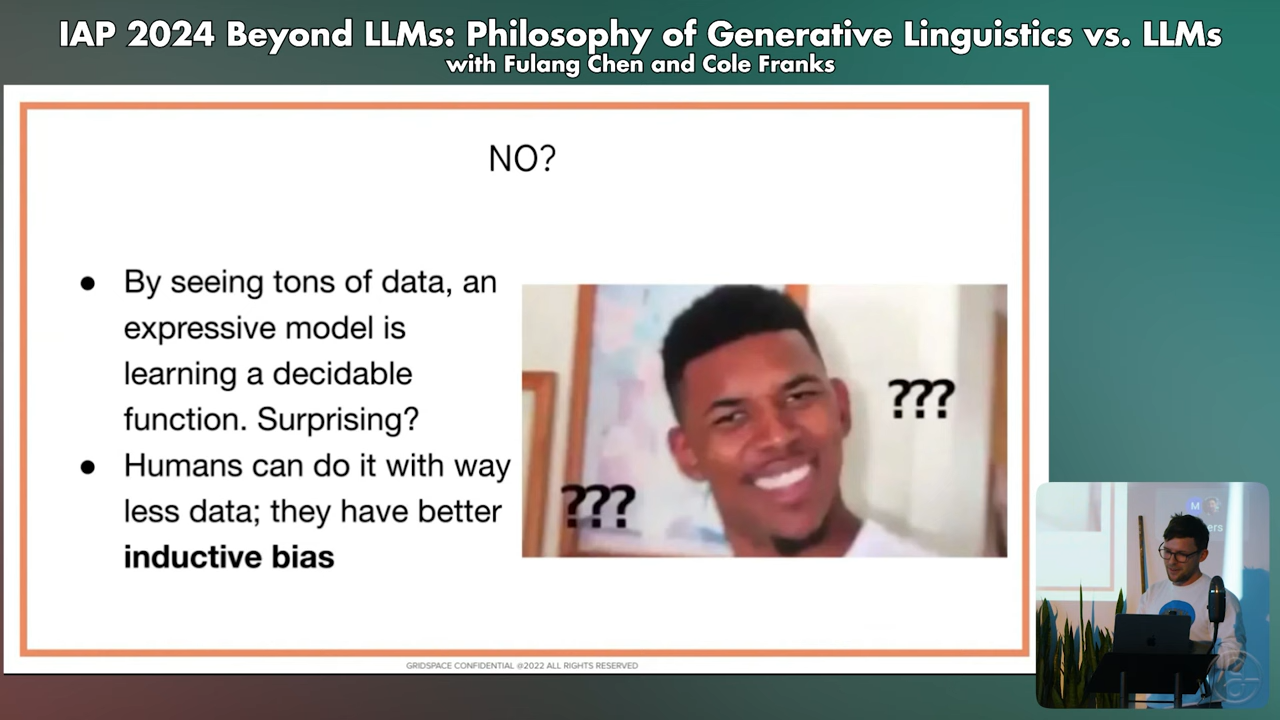 IAP 2024 Beyond LLMs: Philosophy of Generative Linguistics vs. LLMs
with Fulang Chen and Cole Franks
NO?
● By seeing tons of data, an
expressive model is
learning a decidable
function. Surprising?
● Humans can do it with way
less data; they have better
inductive bias
???
???
GRIDSPACE CONFIDENTIAL @2022 ALL RIGHTS RESERVED
M